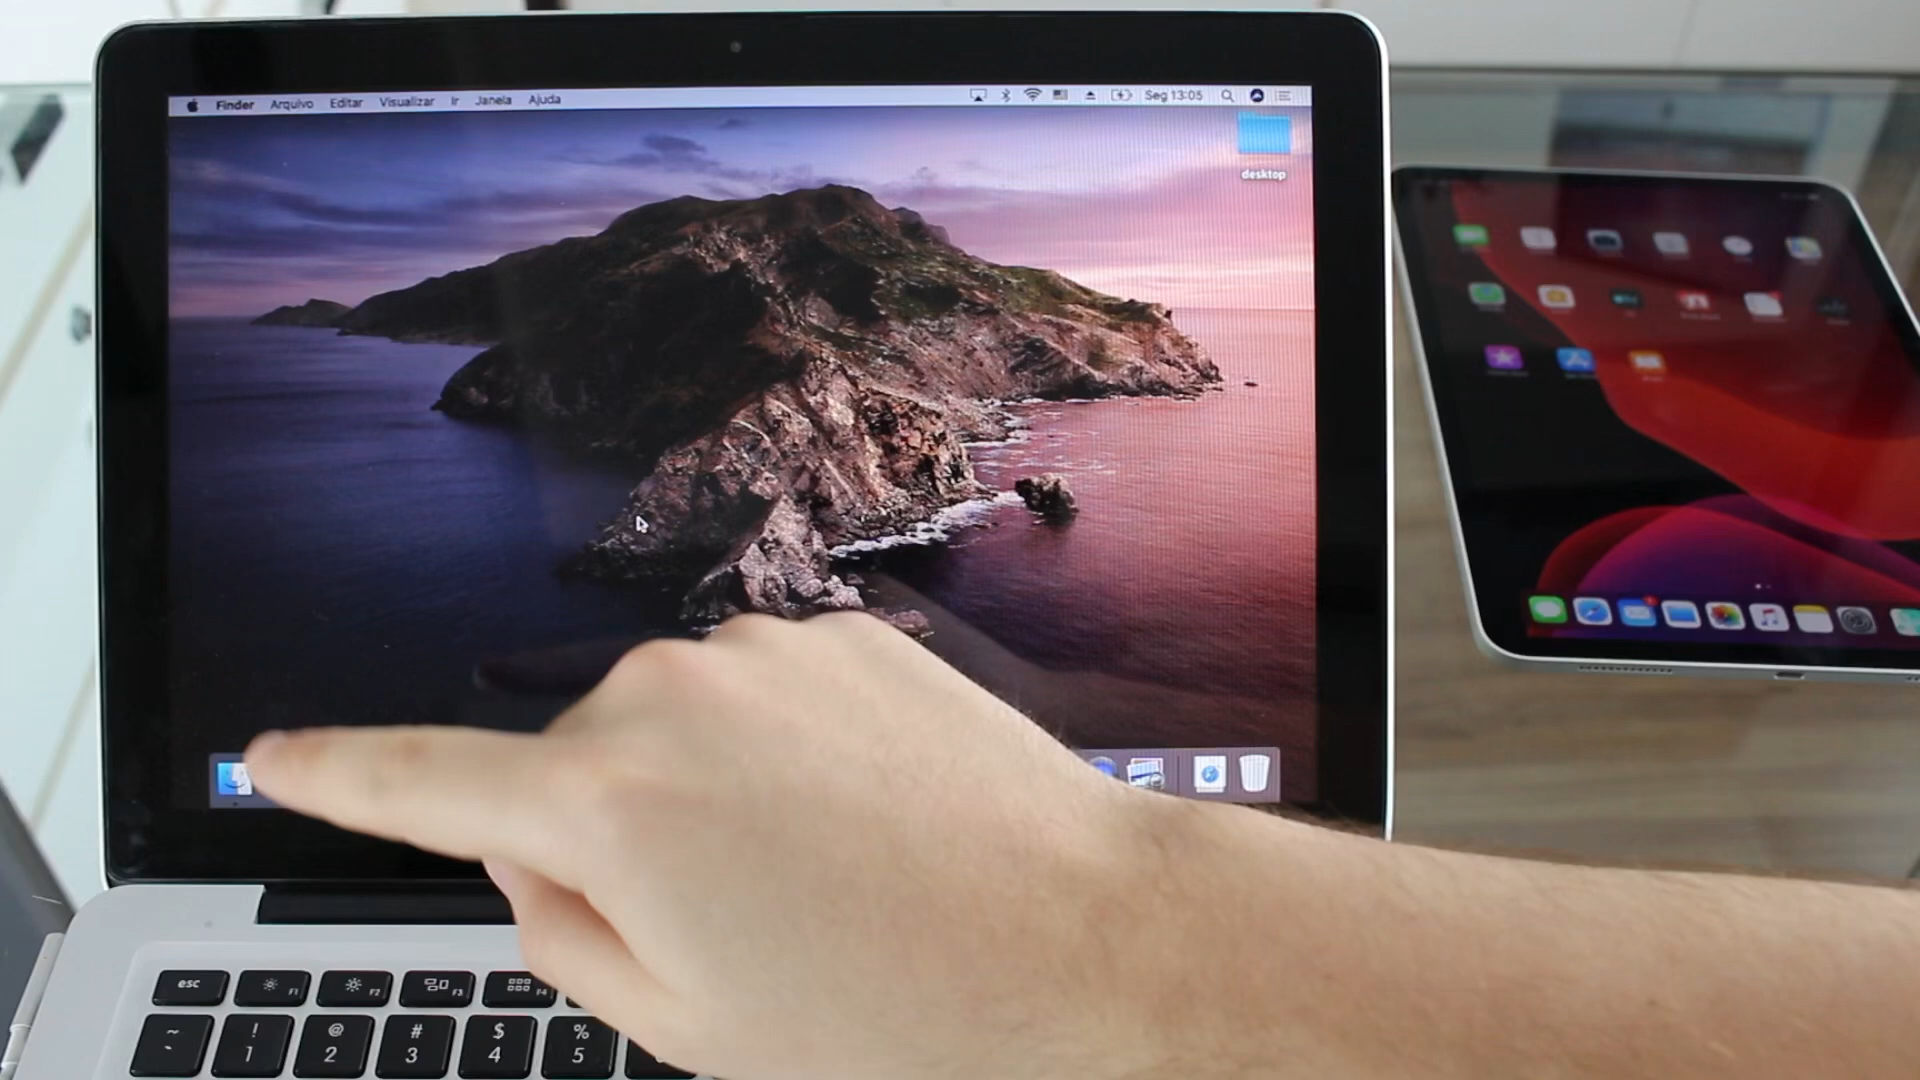 Finder Arquivo Editar Visualizar Ir Janela Ajuda
Seg 13:05
desktop
esc
F1
F2
F3
F4
~
`
!
1
@
2
#
3
$
4
%
5